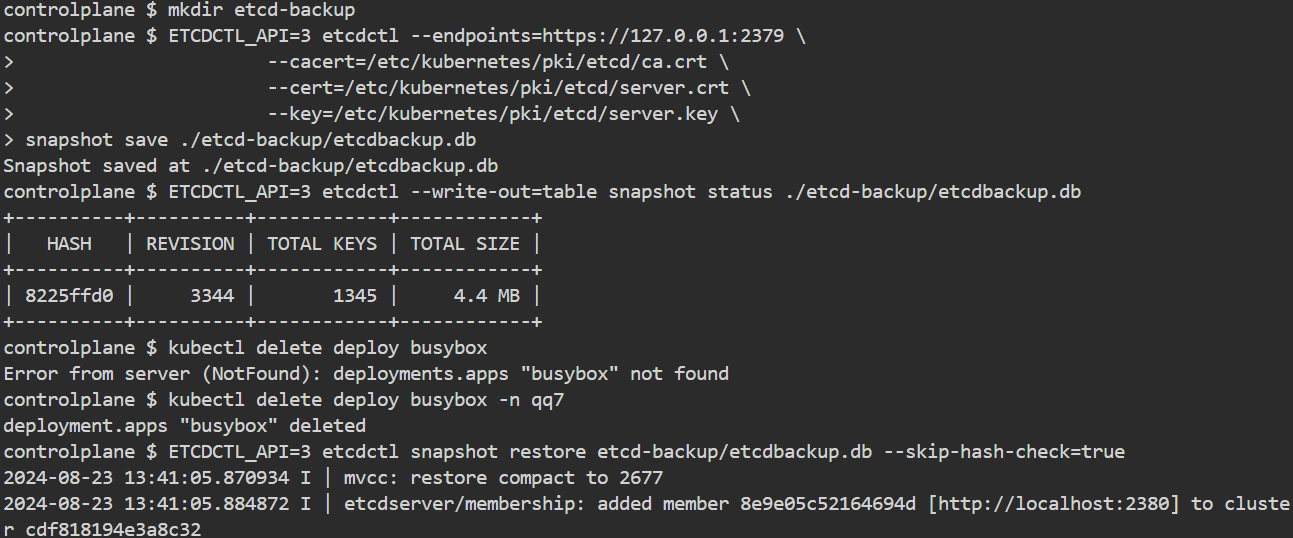 controlplane $ mkdir etcd-backup
controlplane $ ETCDCTL_API=3 etcdctl --endpoints=https://127.0.0.1:2379 \
>                       --cacert=/etc/kubernetes/pki/etcd/ca.crt \
>                       --cert=/etc/kubernetes/pki/etcd/server.crt \
>                       --key=/etc/kubernetes/pki/etcd/server.key \
> snapshot save ./etcd-backup/etcdbackup.db
Snapshot saved at ./etcd-backup/etcdbackup.db
controlplane $ ETCDCTL_API=3 etcdctl --write-out=table snapshot status ./etcd-backup/etcdbackup.db
+----------+----------+------------+------------+
|   HASH   | REVISION | TOTAL KEYS | TOTAL SIZE |
+----------+----------+------------+------------+
| 8225ffd0 |     3344 |       1345 |     4.4 MB |
+----------+----------+------------+------------+
controlplane $ kubectl delete deploy busybox
Error from server (NotFound): deployments.apps "busybox" not found
controlplane $ kubectl delete deploy busybox -n qq7
deployment.apps "busybox" deleted
controlplane $ ETCDCTL_API=3 etcdctl snapshot restore etcd-backup/etcdbackup.db --skip-hash-check=true
2024-08-23 13:41:05.870934 I | mvcc: restore compact to 2677
2024-08-23 13:41:05.884872 I | etcdserver/membership: added member 8e9e05c52164694d [http://localhost:2380] to cluste
r cdf818194e3a8c32